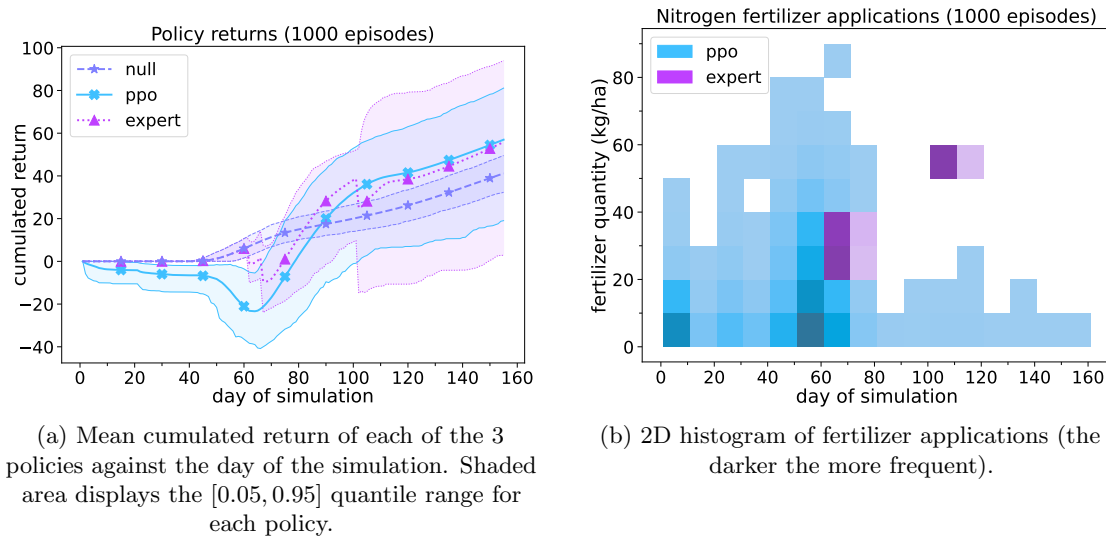 Policy returns (1000 episodes)
100
80
60
40
20
0
−20
−40
cumulated return
null
ppo
expert
0 20 40 60 80 100 120 140 160
day of simulation
(a) Mean cumulated return of each of the 3
policies against the day of the simulation. Shaded
area displays the [0.05, 0.95] quantile range for
each policy.
Nitrogen fertilizer applications (1000 episodes)
80
60
40
20
0
fertilizer quantity (kg/ha)
ppo
expert
0 20 40 60 80 100 120 140 160
day of simulation
(b) 2D histogram of fertilizer applications (the
darker the more frequent).